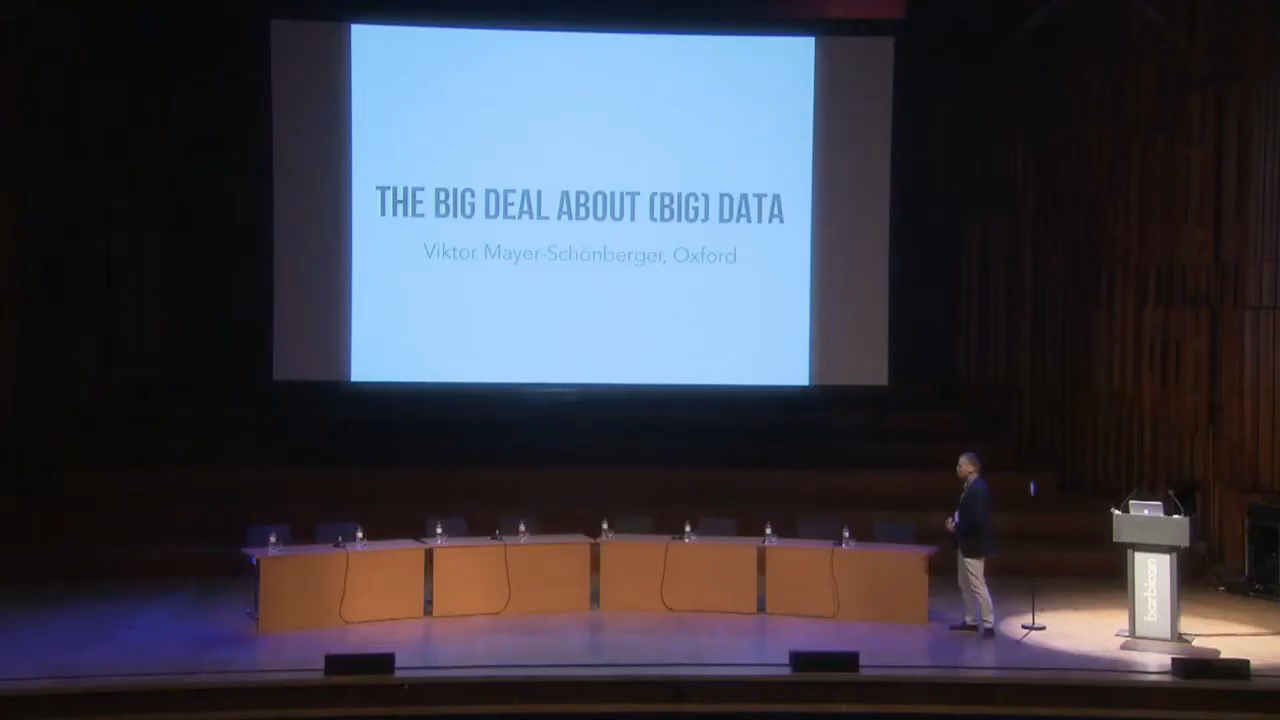 THE BIG DEAL ABOUT (BIG) DATA
Viktor Mayer-Schönberger, Oxford
barbican